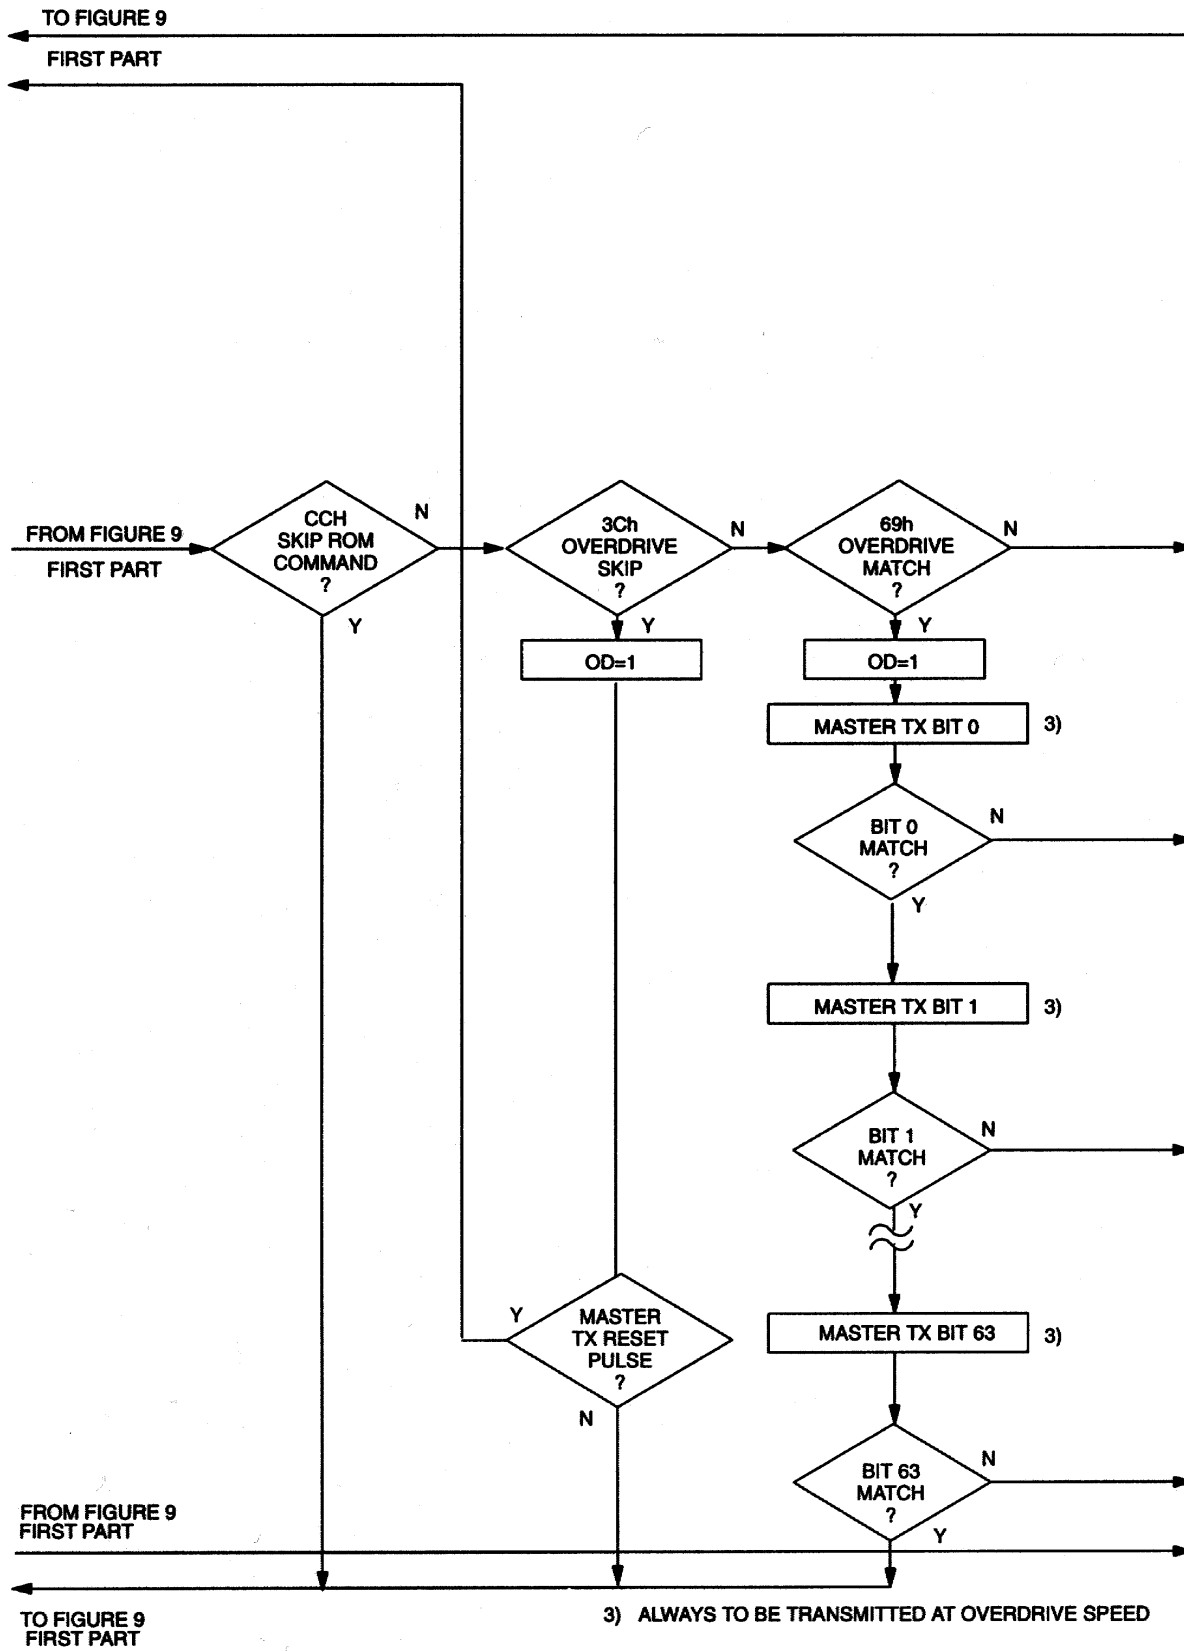 TO FIGURE 9
FIRST PART
FROM FIGURE 9
FIRST PART
CCH
SKIP ROM
COMMAND
?
N
Y
3Ch
OVERDRIVE
SKIP
?
N
Y
69h
OVERDRIVE
MATCH
?
N
Y
OD=1
OD=1
MASTER TX BIT 0
3)
BIT 0
MATCH
?
N
Y
MASTER TX BIT 1
3)
BIT 1
MATCH
?
N
Y
MASTER
TX RESET
PULSE
?
Y
N
MASTER TX BIT 63
3)
BIT 63
MATCH
?
N
Y
FROM FIGURE 9
FIRST PART
TO FIGURE 9
FIRST PART
3) ALWAYS TO BE TRANSMITTED AT OVERDRIVE SPEED